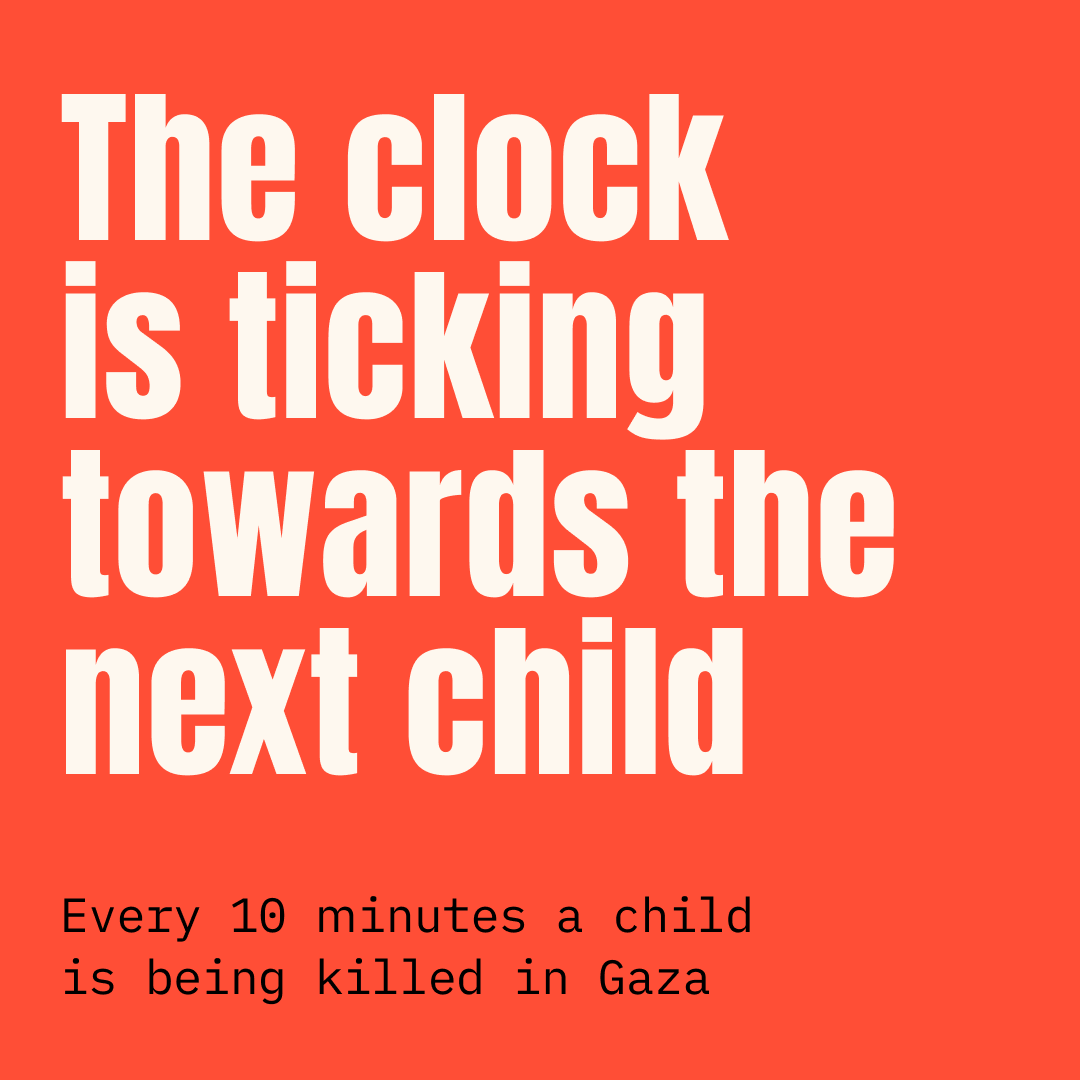 The clock
is ticking
towards the
next child
Every 10 minutes a child
is being killed in Gaza